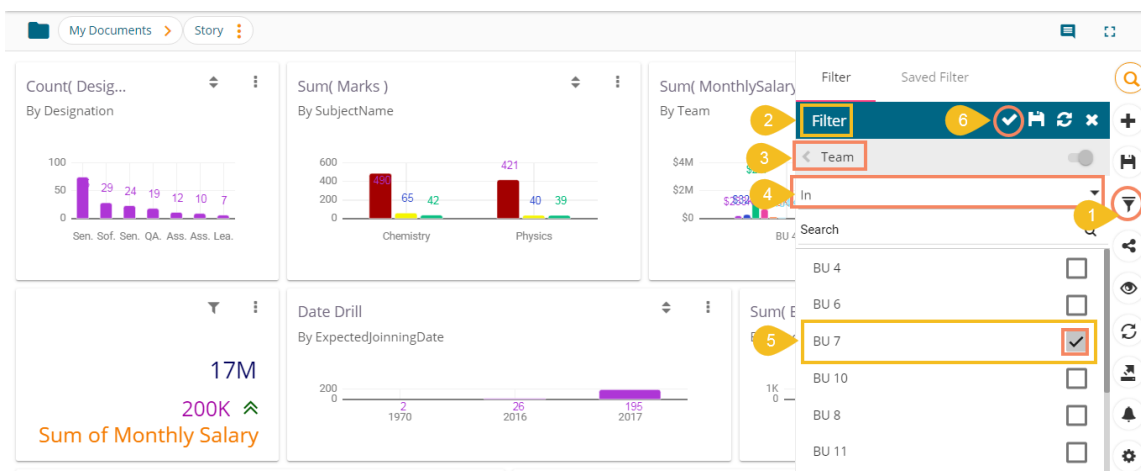 My Documents
Story
Count( Desig...
By Designation
100
50
0
29
24
19
12
10
7
Sen. Sof. Sen. QA. Ass. Ass. Lea.
Sum( Marks )
By SubjectName
600
400
200
0
490
65
42
421
40
39
Chemistry
Physics
Sum( MonthlySalary
By Team
$4M
$2M
$0
BU 4
Filter
Saved Filter
2
Filter
6
3
Team
4
In
1
Search
BU 4
BU 6
5
BU 7
BU 10
BU 8
BU 11
17M
200K
Sum of Monthly Salary
Date Drill
By ExpectedJoinningDate
200
0
2
26
195
1970
2016
2017
Sum( E
1K
0